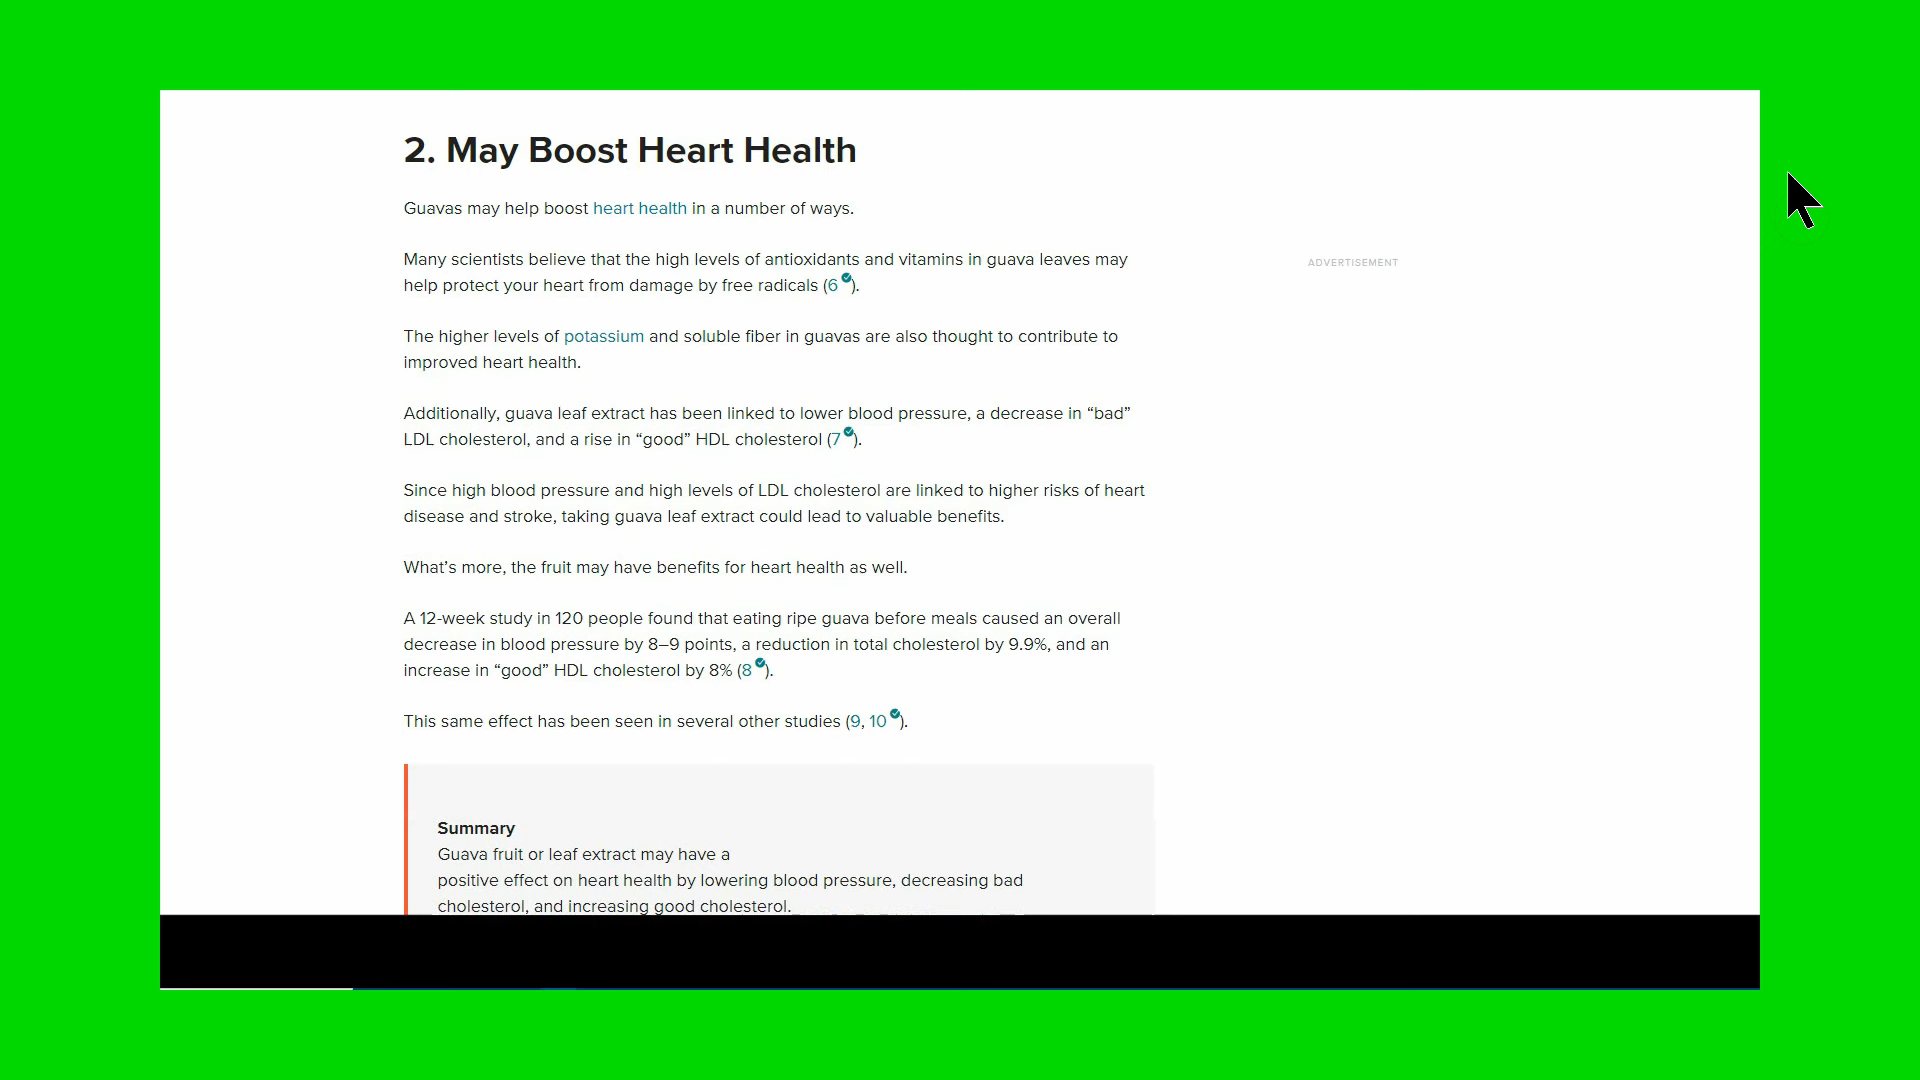 2. May Boost Heart Health
Guavas may help boost heart health in a number of ways.
Many scientists believe that the high levels of antioxidants and vitamins in guava leaves may
help protect your heart from damage by free radicals (6).
ADVERTISEMENT
The higher levels of potassium and soluble fiber in guavas are also thought to contribute to
improved heart health.
Additionally, guava leaf extract has been linked to lower blood pressure, a decrease in “bad”
LDL cholesterol, and a rise in “good” HDL cholesterol (7).
Since high blood pressure and high levels of LDL cholesterol are linked to higher risks of heart
disease and stroke, taking guava leaf extract could lead to valuable benefits.
What’s more, the fruit may have benefits for heart health as well.
A 12-week study in 120 people found that eating ripe guava before meals caused an overall
decrease in blood pressure by 8–9 points, a reduction in total cholesterol by 9.9%, and an
increase in “good” HDL cholesterol by 8% (8).
This same effect has been seen in several other studies (9, 10).
Summary
Guava fruit or leaf extract may have a
positive effect on heart health by lowering blood pressure, decreasing bad
cholesterol, and increasing good cholesterol.